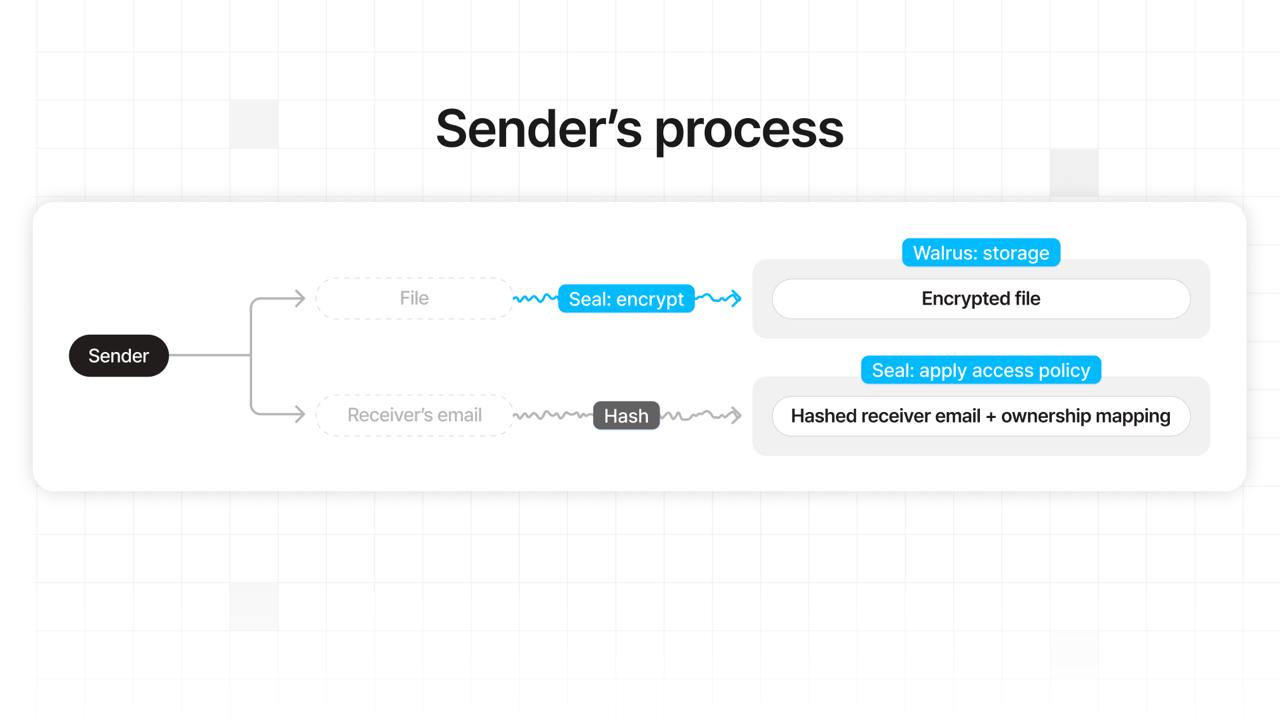 Sender’s process
Walrus: storage
File
Seal: encrypt
Encrypted file
Sender
Seal: apply access policy
Receiver’s email
Hash
Hashed receiver email + ownership mapping